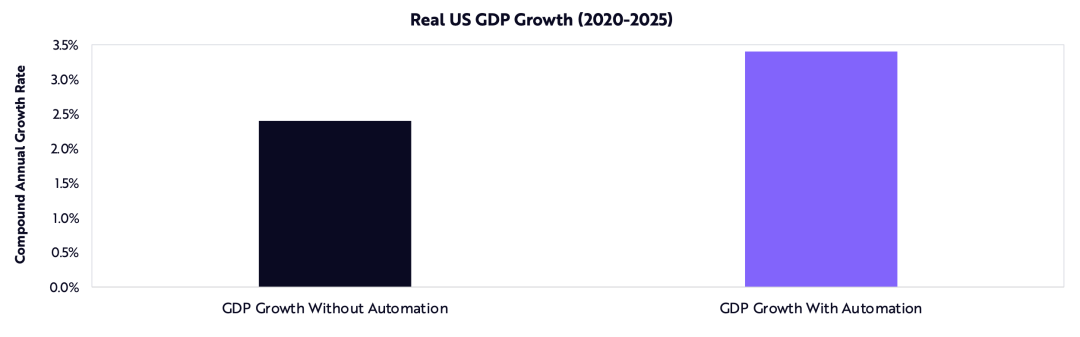 Real US GDP Growth (2020-2025)
Compound Annual Growth Rate
3.5%
3.0%
2.5%
2.0%
1.5%
1.0%
0.5%
0.0%
GDP Growth Without Automation
GDP Growth With Automation